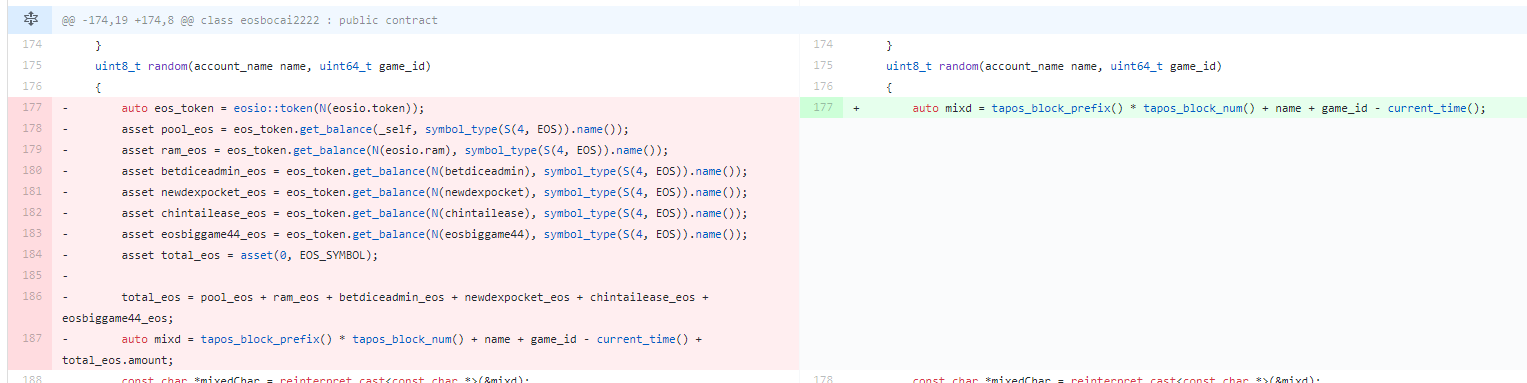 @@ -174,19 +174,8 @@ class eosbocai2222 : public contract
174 } 174 }
175 uint8_t random(account_name name, uint64_t game_id) 175 uint8_t random(account_name name, uint64_t game_id)
176 { 176 {
177 - auto eos_token = eosio::token(N(eosio.token)); 177 + auto mixd = tapos_block_prefix() * tapos_block_num() + name + game_id - current_time();
178 - asset pool_eos = eos_token.get_balance(_self, symbol_type(S(4, EOS)).name());
179 - asset ram_eos = eos_token.get_balance(N(eosio.ram), symbol_type(S(4, EOS)).name());
180 - asset betdiceadmin_eos = eos_token.get_balance(N(betdiceadmin), symbol_type(S(4, EOS)).name());
181 - asset newdexpocket_eos = eos_token.get_balance(N(newdexpocket), symbol_type(S(4, EOS)).name());
182 - asset chintailease_eos = eos_token.get_balance(N(chintailease), symbol_type(S(4, EOS)).name());
183 - asset eosbiggame44_eos = eos_token.get_balance(N(eosbiggame44), symbol_type(S(4, EOS)).name());
184 - asset total_eos = asset(0, EOS_SYMBOL);
185 -
186 - total_eos = pool_eos + ram_eos + betdiceadmin_eos + newdexpocket_eos + chintailease_eos +
eosbiggame44_eos;
187 - auto mixd = tapos_block_prefix() * tapos_block_num() + name + game_id - current_time() +
total_eos.amount;
188 const char *mixedChar = reinterpret_cast<const char *>(&mixd); 178 const char *mixedChar = reinterpret_cast<const char *>(&mixd);